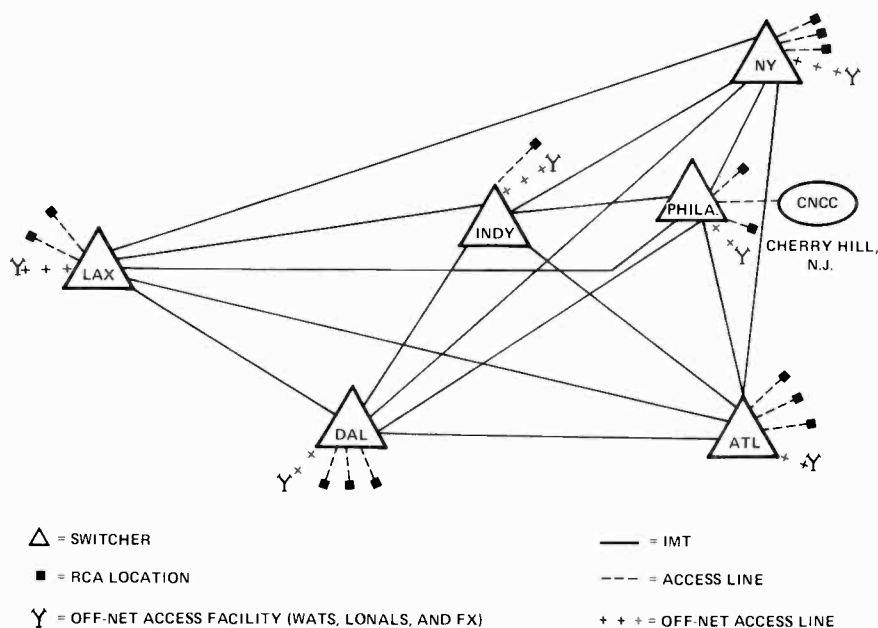 NY
INDY
PHILA.
CNCC
CHERRY HILL,
N.J.
LAX
DAL
ATL
= SWITCHER
= IMT
= RCA LOCATION
= ACCESS LINE
= OFF-NET ACCESS FACILITY (WATS, LONALS, AND FX)
+ + + = OFF-NET ACCESS LINE